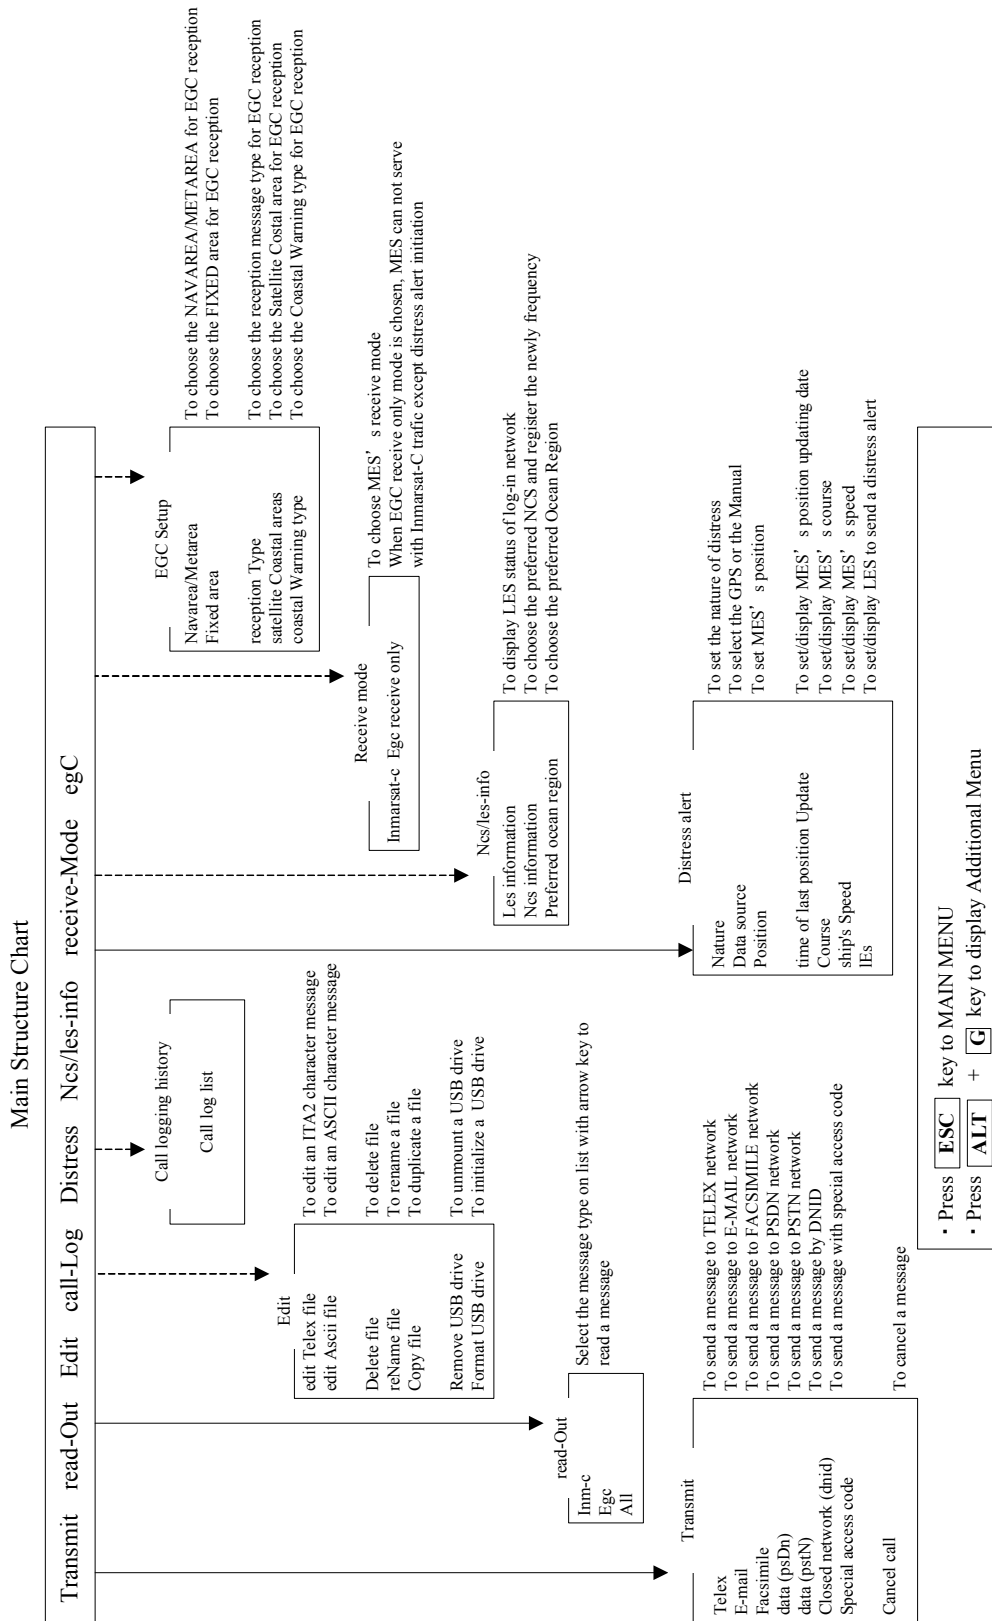 Main Structure Chart
Transmit read-Out Edit call-Log Distress Ncs/les-info receive-Mode egC
EGC Setup
Navarea/Metarea To choose the NAVAREA/METAREA for EGC reception
Fixed area To choose the FIXED area for EGC reception
reception Type To choose the reception message type for EGC reception
satellite Coastal areas To choose the Satellite Costal area for EGC reception
coastal Warning type To choose the Coastal Warning type for EGC reception
Receive mode
Inmarsat-c Egc receive only
To choose MES’ s receive mode
When EGC receive only mode is chosen, MES can not serve
with Inmarsat-C trafic except distress alert initiation
Ncs/les-info
Les information To display LES status of log-in network
Ncs information To choose the preferred NCS and register the newly frequency
Preferred ocean region To choose the preferred Ocean Region
Distress alert
Nature To set the nature of distress
Data source To select the GPS or the Manual
Position To set MES’ s position
time of last position Update To set/display MES’ s position updating date
Course To set/display MES’ s course
ship's Speed To set/display MES’ s speed
lEs To set/display LES to send a distress alert
Call logging history
Call log list
Edit
edit Telex file To edit an ITA2 character message
edit Ascii file To edit an ASCII character message
Delete file To delete file
reName file To rename a file
Copy file To duplicate a file
Remove USB drive To unmount a USB drive
Format USB drive To initialize a USB drive
read-Out
Inm-c
Egc
All
Select the message type on list with arrow key to
read a message
Transmit
Telex To send a message to TELEX network
E-mail To send a message to E-MAIL network
Facsimile To send a message to FACSIMILE network
data (psDn) To send a message to PSDN network
data (pstN) To send a message to PSTN network
Closed network (dnid) To send a message by DNID
Special access code To send a message with special access code
Cancel call To cancel a message
・Press ESC key to MAIN MENU
・Press ALT + G key to display Additional Menu